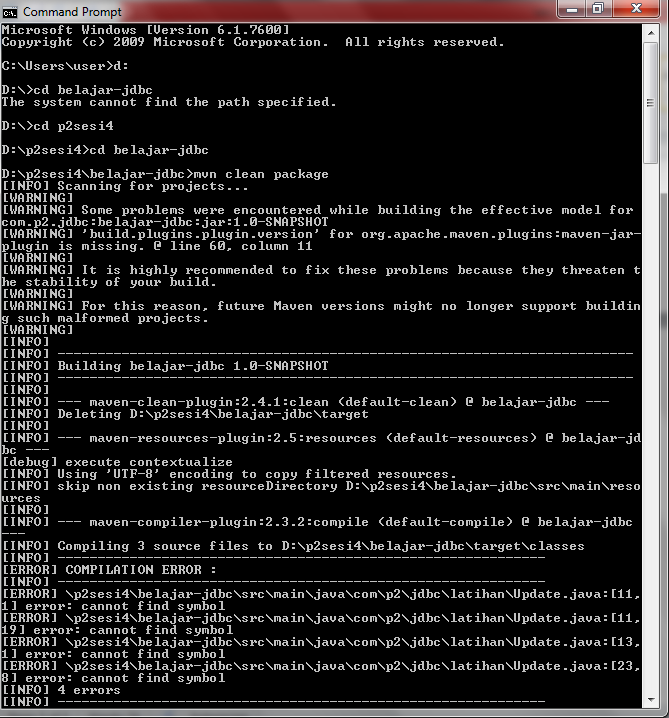 Command Prompt
Microsoft Windows [Version 6.1.7600]
Copyright (c) 2009 Microsoft Corporation.  All rights reserved.
C:\Users\user>d:
D:\>cd belajar-jdbc
The system cannot find the path specified.
D:\>cd p2sesi4
D:\p2sesi4>cd belajar-jdbc
D:\p2sesi4\belajar-jdbc>mvn clean package
[INFO] Scanning for projects...
[WARNING]
[WARNING] Some problems were encountered while building the effective model for
com.p2.jdbc:belajar-jdbc:jar:1.0-SNAPSHOT
[WARNING] 'build.plugins.plugin.version' for org.apache.maven.plugins:maven-jar-
plugin is missing. @ line 60, column 11
[WARNING]
[WARNING] It is highly recommended to fix these problems because they threaten t
he stability of your build.
[WARNING]
[WARNING] For this reason, future Maven versions might no longer support buildin
g such malformed projects.
[WARNING]
[INFO]
[INFO] ------------------------------------------------------------------------
[INFO] Building belajar-jdbc 1.0-SNAPSHOT
[INFO] ------------------------------------------------------------------------
[INFO]
[INFO] --- maven-clean-plugin:2.4.1:clean (default-clean) @ belajar-jdbc ---
[INFO] Deleting D:\p2sesi4\belajar-jdbc\target
[INFO]
[INFO] --- maven-resources-plugin:2.5:resources (default-resources) @ belajar-jd
bc ---
[debug] execute contextualize
[INFO] Using 'UTF-8' encoding to copy filtered resources.
[INFO] skip non existing resourceDirectory D:\p2sesi4\belajar-jdbc\src\main\reso
urces
[INFO]
[INFO] --- maven-compiler-plugin:2.3.2:compile (default-compile) @ belajar-jdbc
---
[INFO] Compiling 3 source files to D:\p2sesi4\belajar-jdbc\target\classes
[INFO] -------------------------------------------------------------
[ERROR] COMPILATION ERROR :
[INFO] -------------------------------------------------------------
[ERROR] \p2sesi4\belajar-jdbc\src\main\java\com\p2\jdbc\latihan\Update.java:[11,
1] error: cannot find symbol
[ERROR] \p2sesi4\belajar-jdbc\src\main\java\com\p2\jdbc\latihan\Update.java:[11,
19] error: cannot find symbol
[ERROR] \p2sesi4\belajar-jdbc\src\main\java\com\p2\jdbc\latihan\Update.java:[13,
1] error: cannot find symbol
[ERROR] \p2sesi4\belajar-jdbc\src\main\java\com\p2\jdbc\latihan\Update.java:[23,
8] error: cannot find symbol
[INFO] 4 errors
[INFO] -------------------------------------------------------------